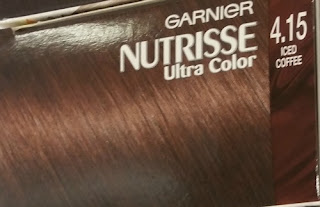 GARNIER
NUTRISSE
Ultra Color
4.15
ICED
COFFEE